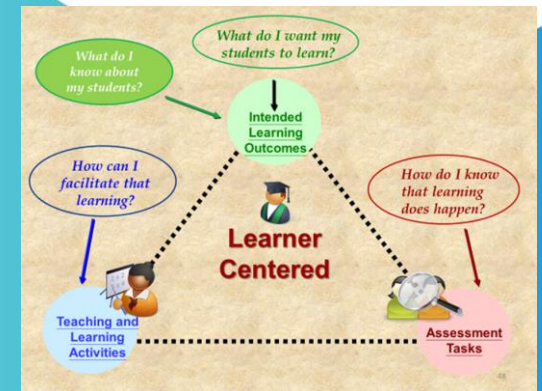 What do I want my
students to learn?
What do I
know about
my students?
Intended
Learning
Outcomes
How can I
facilitate that
learning?
How do I know
that learning
does happen?
Learner
Centered
Teaching and
Learning
Activities
Assessment
Tasks